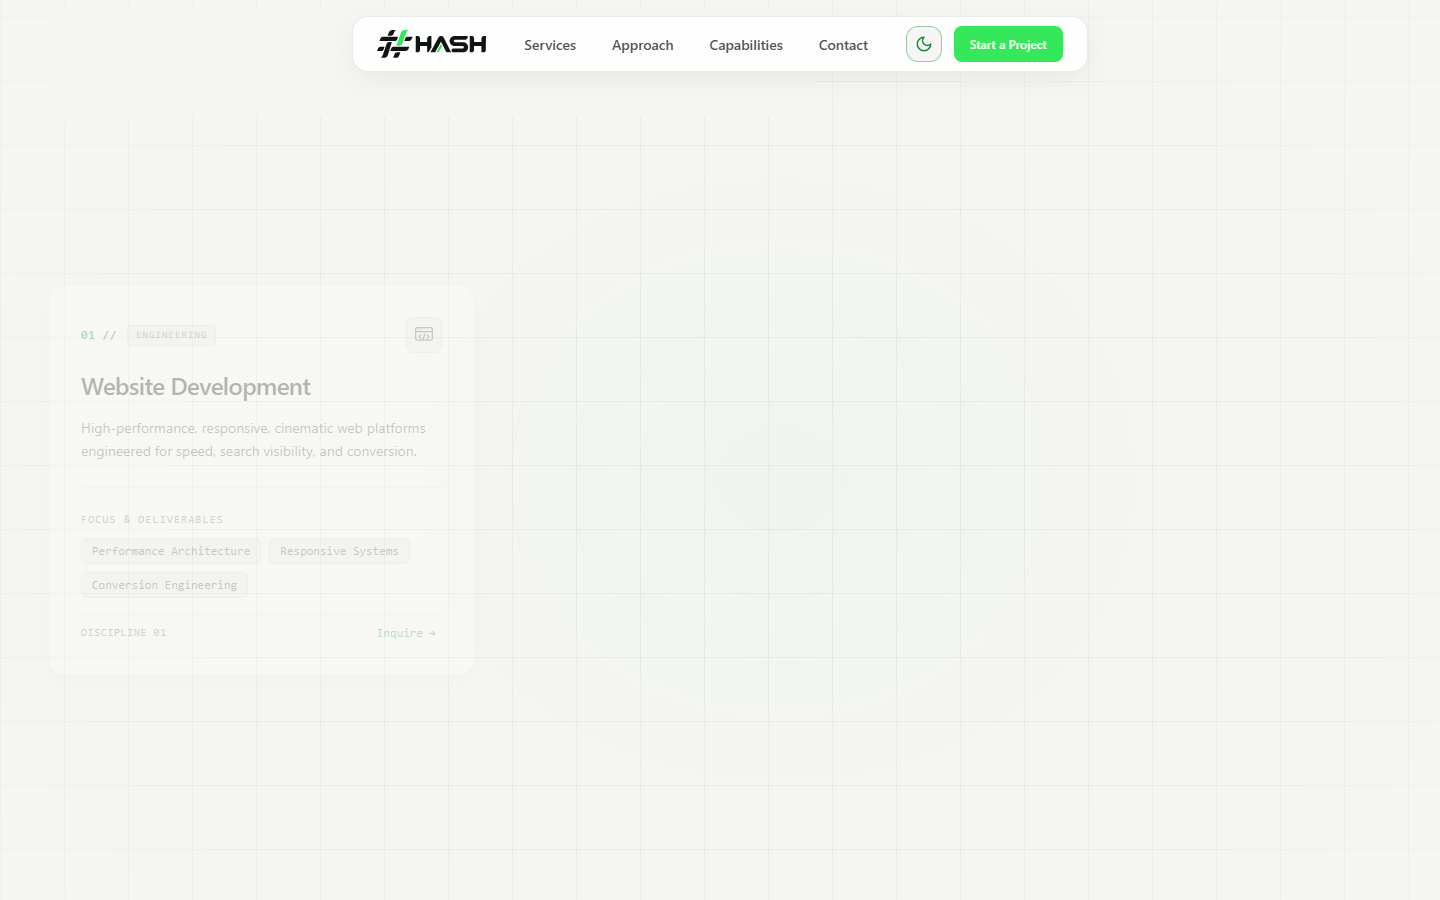 #HASH
Services
Approach
Capabilities
Contact
Start a Project
01 //
ENGINEERING
Website Development
High-performance, responsive, cinematic web platforms
engineered for speed, search visibility, and conversion.
FOCUS & DELIVERABLES
Performance Architecture
Responsive Systems
Conversion Engineering
DISCIPLINE 01
Inquire →